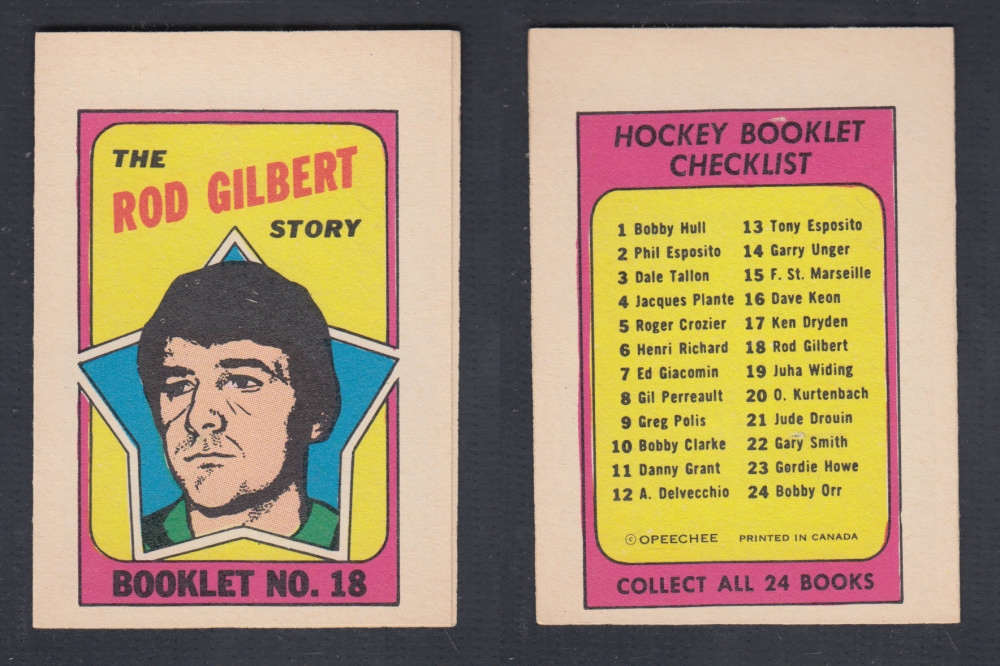 THE
ROD GILBERT
STORY
BOOKLET NO. 18
HOCKEY BOOKLET
CHECKLIST
1 Bobby Hull
2 Phil Esposito
3 Dale Tallon
4 Jacques Plante
5 Roger Crozier
6 Henri Richard
7 Ed Giacomin
8 Gil Perreault
9 Greg Polis
10 Bobby Clarke
11 Danny Grant
12 A. Delvecchio
13 Tony Esposito
14 Garry Unger
15 F. St. Marseille
16 Dave Keon
17 Ken Dryden
18 Rod Gilbert
19 Juha Widing
20 O. Kurtenbach
21 Jude Drouin
22 Gary Smith
23 Gordie Howe
24 Bobby Orr
© OPEECHEE PRINTED IN CANADA
COLLECT ALL 24 BOOKS